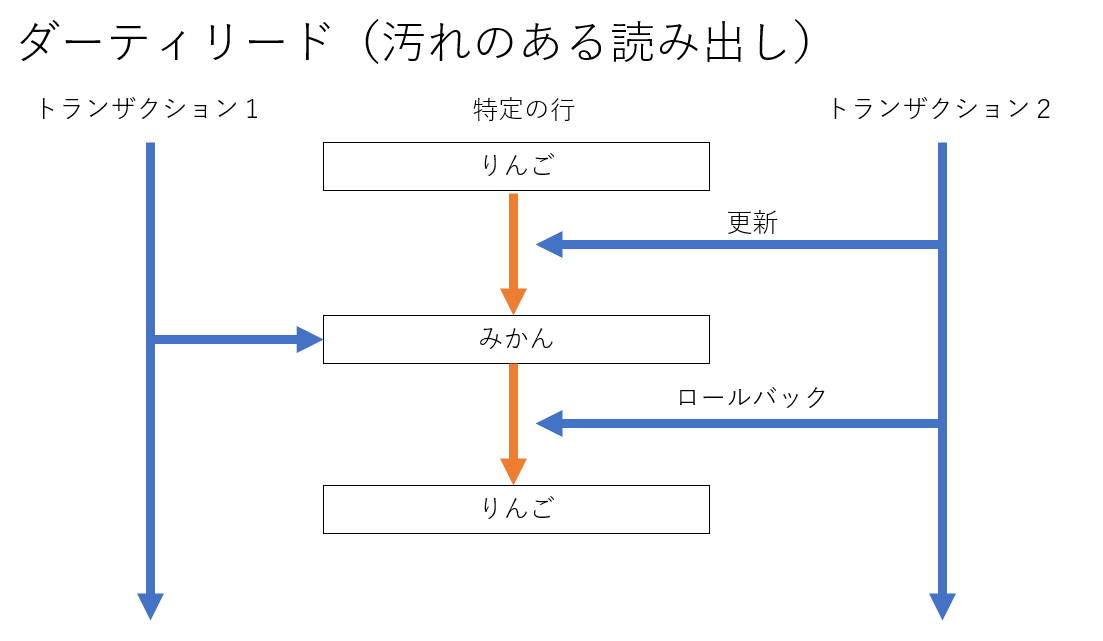 ダーティリード（汚れのある読み出し）
トランザクション１
特定の行
トランザクション２
りんご
更新
みかん
ロールバック
りんご